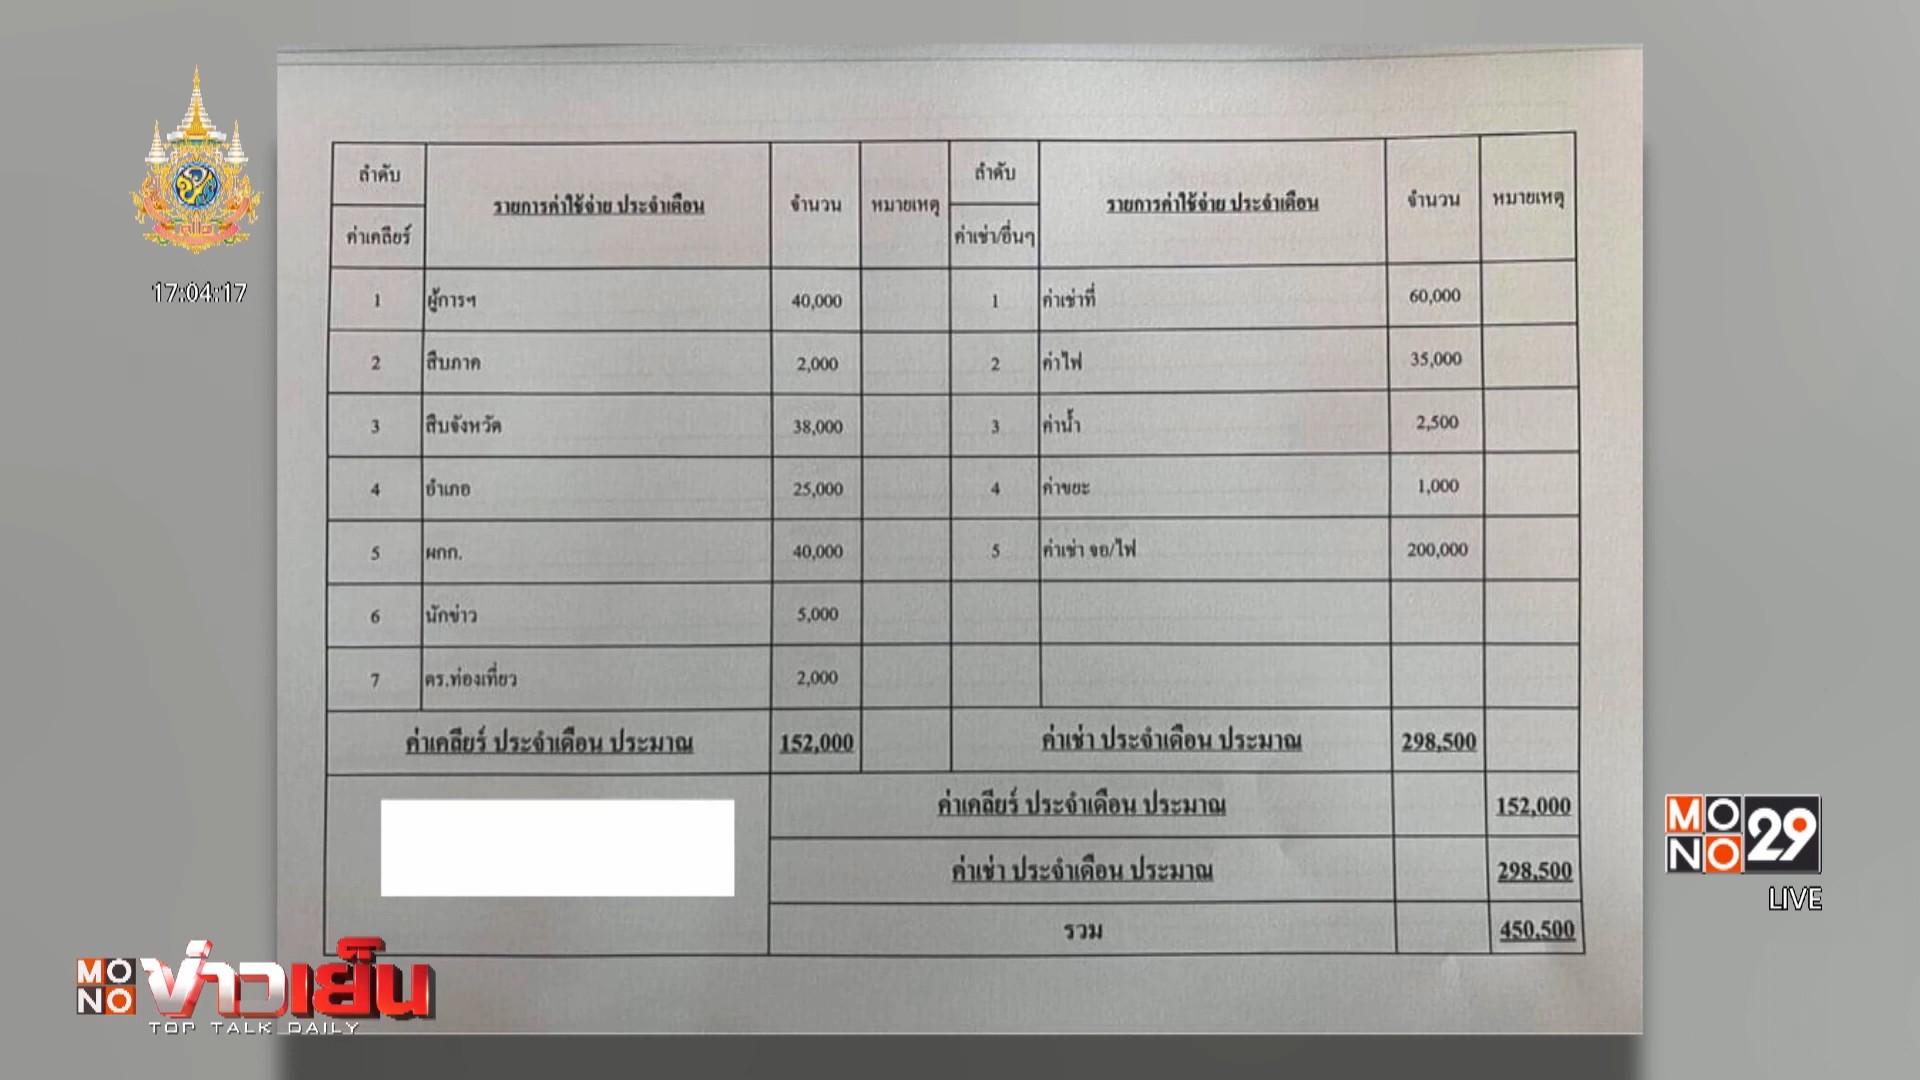 17:04:17
ลำดับ รายการค่าใช้จ่าย ประจำเดือน จำนวน หมายเหตุ ลำดับ รายการค่าใช้จ่าย ประจำเดือน จำนวน หมายเหตุ
ค่าเคลียร์ ค่าเช่า/อื่นๆ
1 ผู้การฯ 40,000 1 ค่าเช่าที่ 60,000
2 สืบภาค 2,000 2 ค่าไฟ 35,000
3 สืบจังหวัด 38,000 3 ค่าน้ำ 2,500
4 อำเภอ 25,000 4 ค่าขยะ 1,000
5 ผกก. 40,000 5 ค่าเช่า จอ/ไฟ 200,000
6 นักข่าว 5,000
7 ตร.ท่องเที่ยว 2,000
ค่าเคลียร์ ประจำเดือน ประมาณ 152,000 ค่าเช่า ประจำเดือน ประมาณ 298,500
ค่าเคลียร์ ประจำเดือน ประมาณ 152,000
ค่าเช่า ประจำเดือน ประมาณ 298,500
รวม 450,500
MONO 29
LIVE
MONO ข่าวเย็น
TOP TALK DAILY